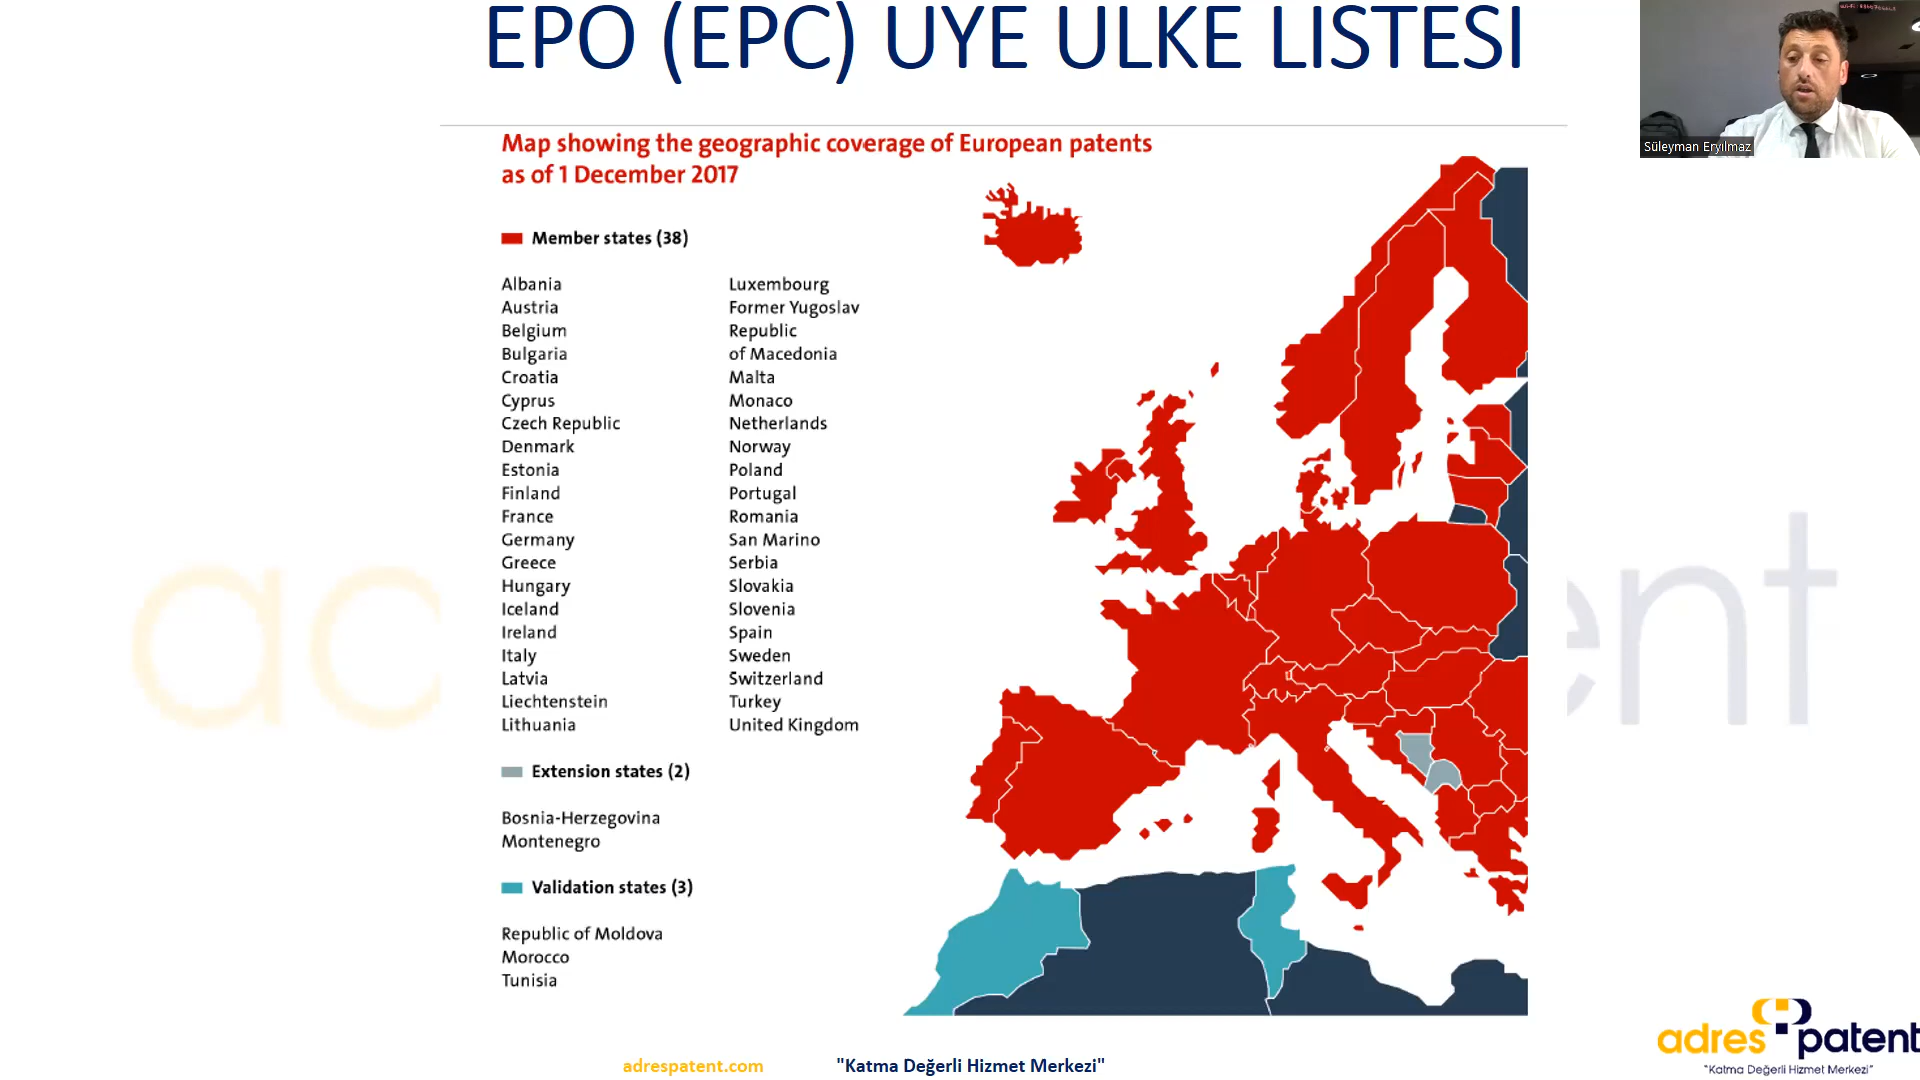 EPO (EPC) UYE ULKE LISTESI
Süleyman Eryılmaz
Map showing the geographic coverage of European patents
as of 1 December 2017
Member states (38)
Albania
Austria
Belgium
Bulgaria
Croatia
Cyprus
Czech Republic
Denmark
Estonia
Finland
France
Germany
Greece
Hungary
Iceland
Ireland
Italy
Latvia
Liechtenstein
Lithuania
Luxembourg
Former Yugoslav
Republic
of Macedonia
Malta
Monaco
Netherlands
Norway
Poland
Portugal
Romania
San Marino
Serbia
Slovakia
Slovenia
Spain
Sweden
Switzerland
Turkey
United Kingdom
Extension states (2)
Bosnia-Herzegovina
Montenegro
Validation states (3)
Republic of Moldova
Morocco
Tunisia
adrespatent.com
"Katma Değerli Hizmet Merkezi"
adres patent
"Katma Değerli Hizmet Merkezi"